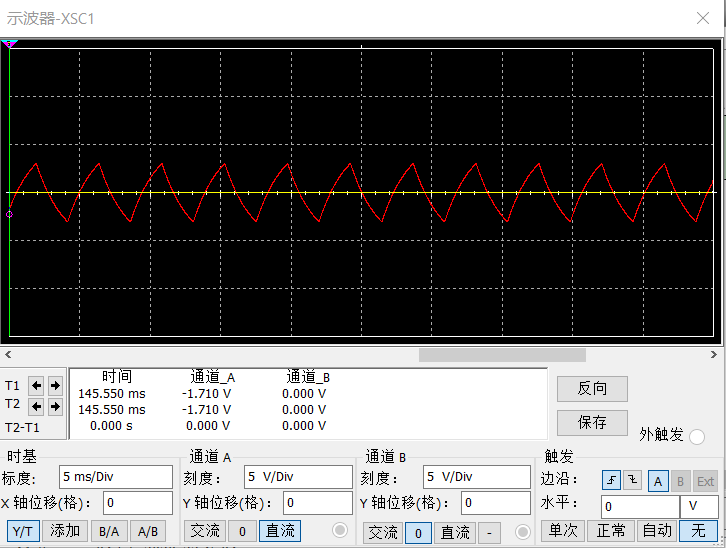 示波器-XSC1
时间 通道_A 通道_B
T1 145.550 ms -1.710 V 0.000 V
T2 145.550 ms -1.710 V 0.000 V
T2-T1 0.000 s 0.000 V 0.000 V
反向
保存
外触发
时基 通道 A 通道 B 触发
标度: 5 ms/Div 刻度: 5 V/Div 刻度: 5 V/Div 边沿: A B Ext
X 轴位移(格): 0 Y 轴位移(格): 0 Y 轴位移(格): 0 水平: 0 V
Y/T 添加 B/A A/B 交流 0 直流 交流 0 直流 - 单次 正常 自动 无